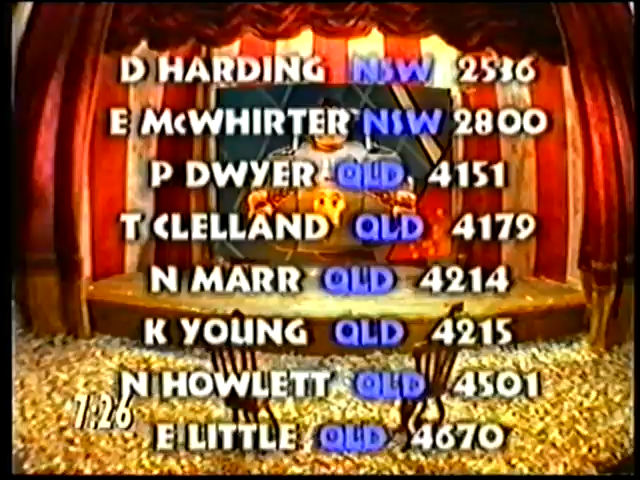 D HARDING NSW 2536
E McWHIRTER NSW 2800
P DWYER QLD 4151
T CLELLAND QLD 4179
N MARR QLD 4214
K YOUNG QLD 4215
N HOWLETT QLD 4501
7:26
E LITTLE QLD 4670